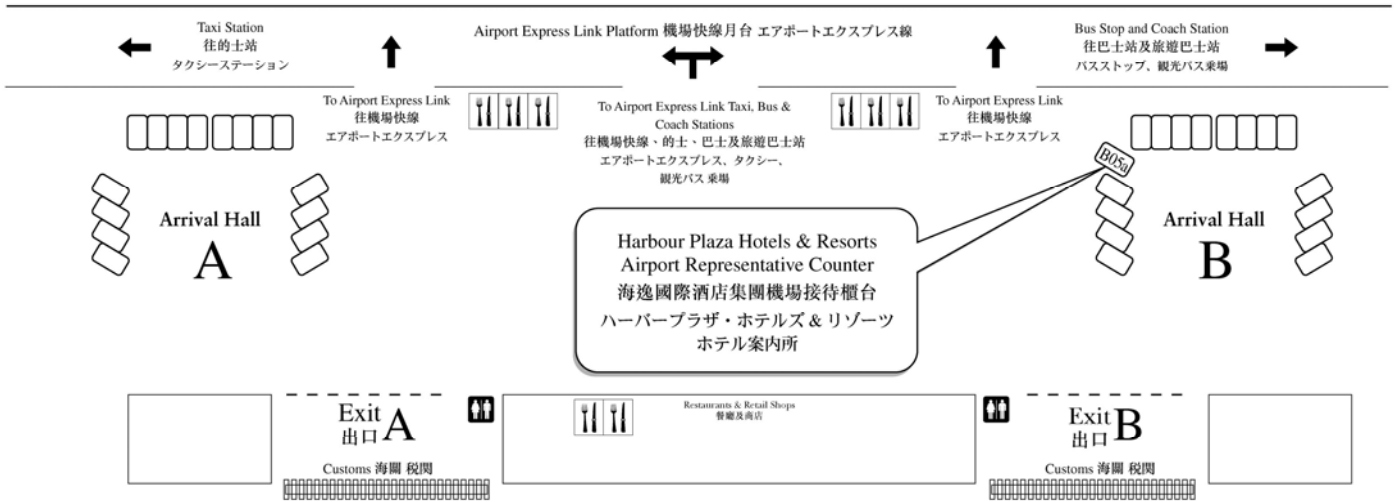 Taxi Station
往的士站
タクシーステーション
Airport Express Link Platform 機場快線月台 エアポートエクスプレス線
Bus Stop and Coach Station
往巴士站及旅遊巴士站
バスストップ、観光バス乗場
To Airport Express Link
往機場快線
エアポートエクスプレス
To Airport Express Link Taxi, Bus &
Coach Stations
往機場快線、的士、巴士及旅遊巴士站
エアポートエクスプレス、タクシー、
観光バス 乗場
To Airport Express Link
往機場快線
エアポートエクスプレス
B05a
Arrival Hall
A
Harbour Plaza Hotels & Resorts
Airport Representative Counter
海逸國際酒店集團機場接待櫃台
ハーバープラザ・ホテルズ & リゾーツ
ホテル案内所
Arrival Hall
B
Exit A
出口
Customs 海關 税関
Restaurants & Retail Shops
餐廳及商店
Exit B
出口
Customs 海關 税関